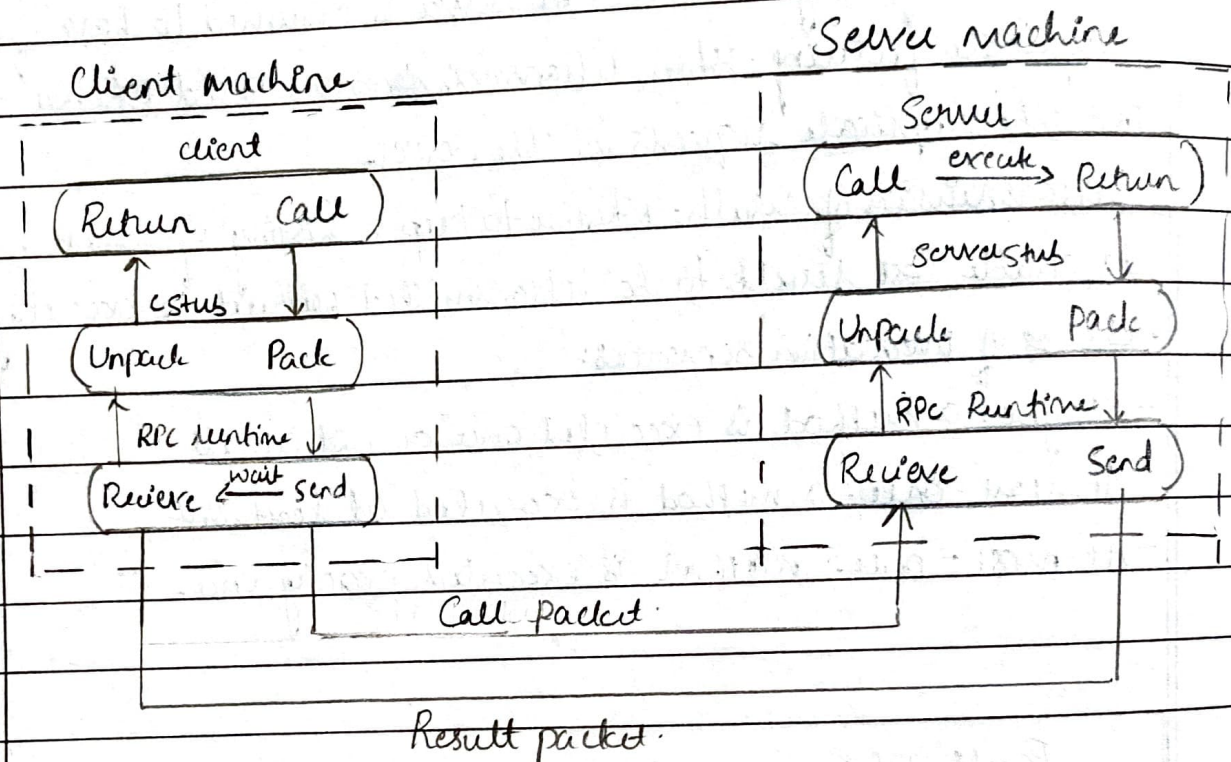 Client machine
client
Return Call
cstub
Unpack Pack
RPC runtime
Recieve wait send
Server machine
Server
Call execute Return
serverstub
Unpack pack
RPC Runtime
Recieve Send
Call packet.
Result packet.